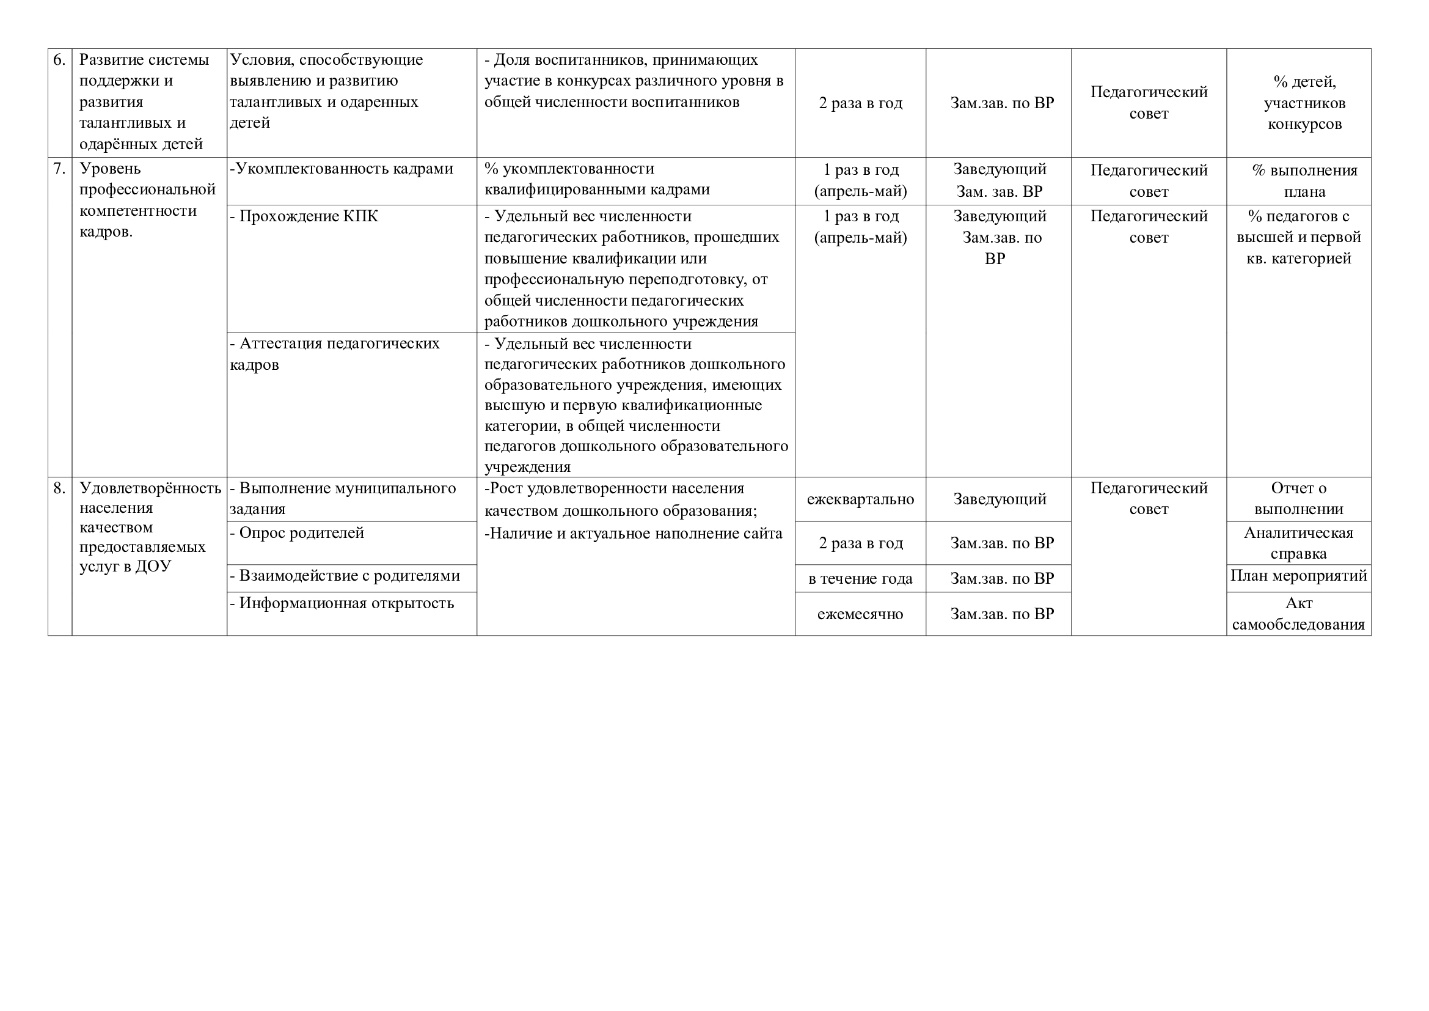 6.
Развитие системы
поддержки и
развития
талантливых и
одарённых детей
Условия, способствующие
выявлению и развитию
талантливых и одаренных
детей
- Доля воспитанников, принимающих
участие в конкурсах различного уровня в
общей численности воспитанников
2 раза в год
Зам.зав. по ВР
Педагогический
совет
% детей,
участников
конкурсов
7.
Уровень
профессиональной
компетентности
кадров.
-Укомплектованность кадрами
% укомплектованности
квалифицированными кадрами
1 раз в год
(апрель-май)
Заведующий
Зам. зав. ВР
Педагогический
совет
% выполнения
плана
- Прохождение КПК
- Удельный вес численности
педагогических работников, прошедших
повышение квалификации или
профессиональную переподготовку, от
общей численности педагогических
работников дошкольного учреждения
1 раз в год
(апрель-май)
Заведующий
Зам.зав. по
ВР
Педагогический
совет
% педагогов с
высшей и первой
кв. категорией
- Аттестация педагогических
кадров
- Удельный вес численности
педагогических работников дошкольного
образовательного учреждения, имеющих
высшую и первую квалификационные
категории, в общей численности
педагогов дошкольного образовательного
учреждения
8.
Удовлетворённость
населения
качеством
предоставляемых
услуг в ДОУ
- Выполнение муниципального
задания
-Рост удовлетворенности населения
качеством дошкольного образования;
-Наличие и актуальное наполнение сайта
ежеквартально
Заведующий
Педагогический
совет
Отчет о
выполнении
- Опрос родителей
2 раза в год
Зам.зав. по ВР
Аналитическая
справка
- Взаимодействие с родителями
в течение года
Зам.зав. по ВР
План мероприятий
- Информационная открытость
ежемесячно
Зам.зав. по ВР
Акт
самообследования